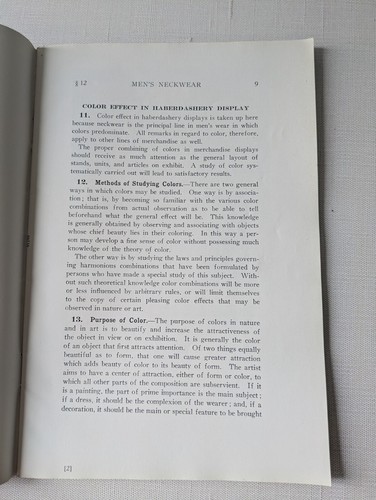 § 12 MEN'S NECKWEAR 9
COLOR EFFECT IN HABERDASHERY DISPLAY
11. Color effect in haberdashery displays is taken up here
because neckwear is the principal line in men's wear in which
colors predominate. All remarks in regard to color, therefore,
apply to other lines of merchandise as well.
The proper combining of colors in merchandise displays
should receive as much attention as the general layout of
stands, units, and articles on exhibit. A study of color sys-
tematically carried out will lead to satisfactory results.
12. Methods of Studying Colors.—There are two general
ways in which colors may be studied. One way is by associa-
tion; that is, by becoming so familiar with the various color
combinations from actual observation as to be able to tell
beforehand what the general effect will be. This knowledge
is generally obtained by observing and associating with objects
whose chief beauty lies in their coloring. In this way a per-
son may develop a fine sense of color without possessing much
knowledge of the theory of color.
The other way is by studying the laws and principles govern-
ing harmonious combinations that have been formulated by
persons who have made a special study of this subject. With-
out such theoretical knowledge color combinations will be more
or less influenced by arbitrary rules, or will limit themselves
to the copy of certain pleasing color effects that may be
observed in nature or art.
13. Purpose of Color.—The purpose of colors in nature
and in art is to beautify and increase the attractiveness of
the object in view or on exhibition. It is generally the color
of an object that first attracts attention. Of two things equally
beautiful as to form, that one will cause greater attraction
which adds beauty of color to its beauty of form. The artist
aims to have a center of attraction, either of form or color, to
which all other parts of the composition are subservient. If it
is a painting, the part of prime importance is the main subject;
if a dress, it should be the complexion of the wearer; and, if a
decoration, it should be the main or special feature to be brought